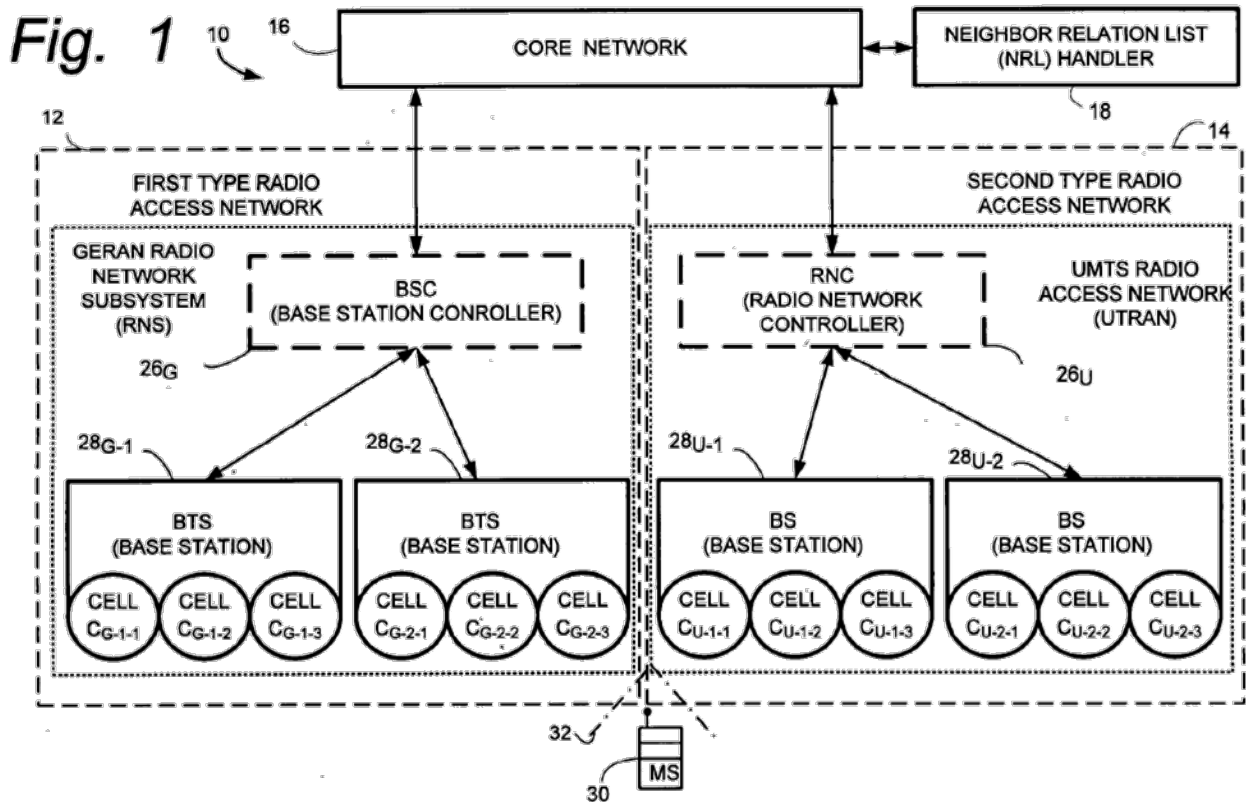 Fig. 1
10
16
CORE NETWORK
NEIGHBOR RELATION LIST
(NRL) HANDLER
18
12
14
FIRST TYPE RADIO
ACCESS NETWORK
SECOND TYPE RADIO
ACCESS NETWORK
GERAN RADIO
NETWORK
SUBSYSTEM
(RNS)
BSC
(BASE STATION CONROLLER)
26G
RNC
(RADIO NETWORK
CONTROLLER)
26U
UMTS RADIO
ACCESS NETWORK
(UTRAN)
28G-1
28G-2
28U-1
28U-2
BTS
(BASE STATION)
BTS
(BASE STATION)
BS
(BASE STATION)
BS
(BASE STATION)
CELL
CG-1-1
CELL
CG-1-2
CELL
CG-1-3
CELL
CG-2-1
CELL
CG-2-2
CELL
CG-2-3
CELL
CU-1-1
CELL
CU-1-2
CELL
CU-1-3
CELL
CU-2-1
CELL
CU-2-2
CELL
CU-2-3
32
MS
30